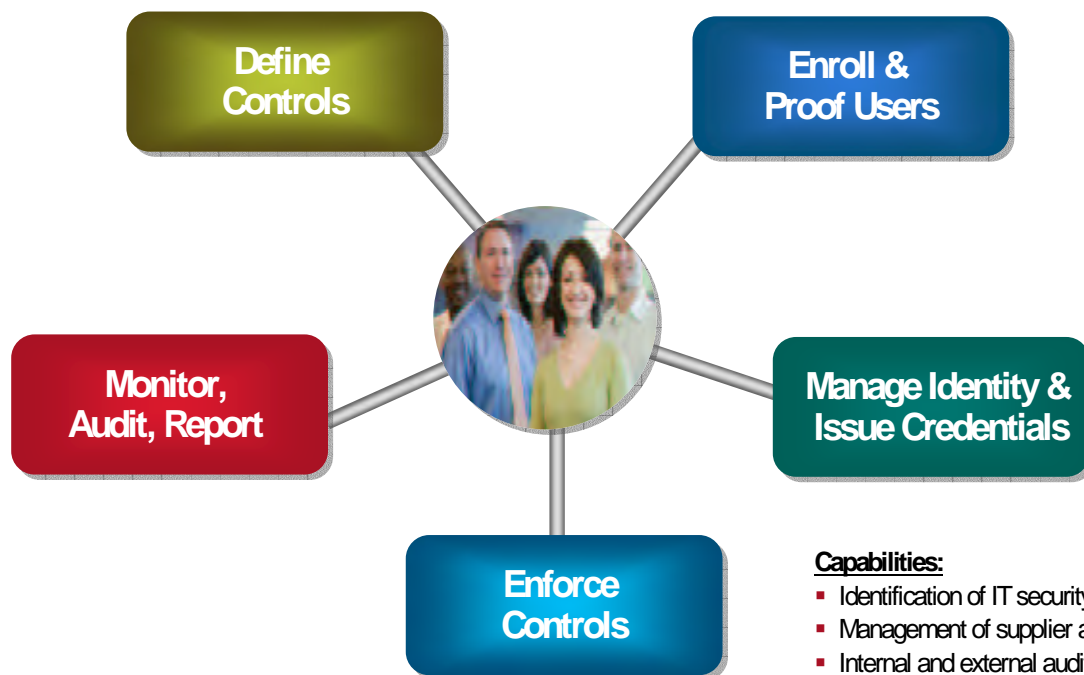 Define
Controls
Enroll &
Proof Users
Monitor,
Audit, Report
Manage Identity &
Issue Credentials
Enforce
Controls
Capabilities:
Identification of IT security
Management of supplier a
Internal and external audi